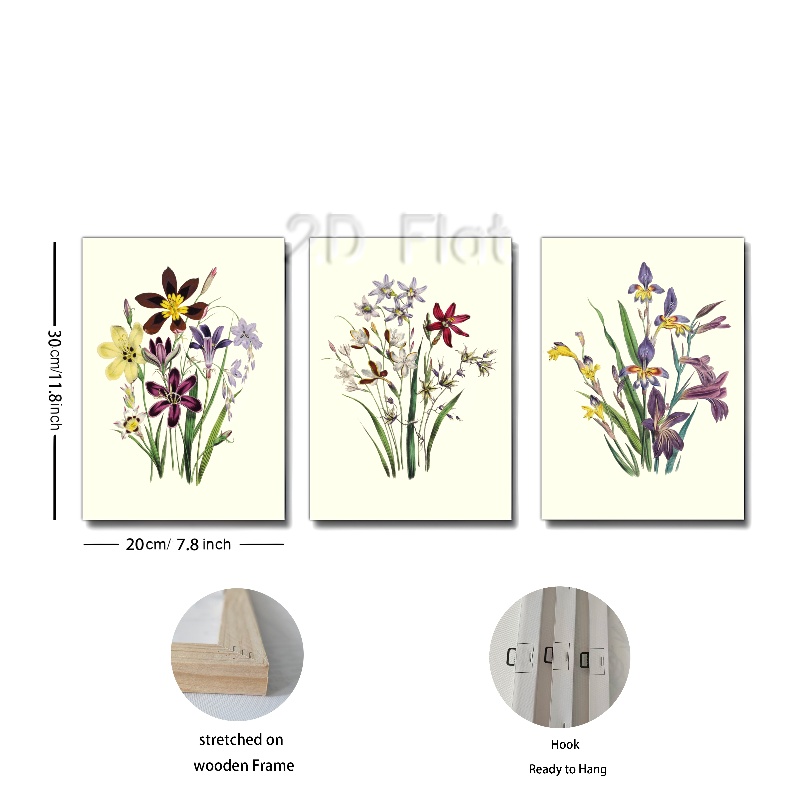 2D Flat
30cm/11.8inch
20cm/ 7.8 inch
stretched on
wooden Frame
Hook
Ready to Hang